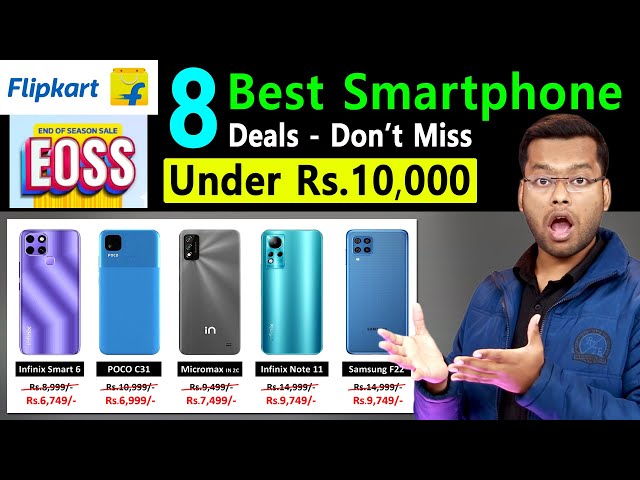 Flipkart
END OF SEASON SALE
EOSS
8 Best Smartphone
Deals - Don't Miss
Under Rs.10,000
POCO
in
SAMSUNG
Infinix Smart 6
Rs.8,999/-
Rs.6,749/-
POCO C31
Rs.10,999/-
Rs.6,999/-
Micromax IN 2C
Rs.9,499/-
Rs.7,499/-
Infinix Note 11
Rs.14,999/-
Rs.9,749/-
Samsung F22
Rs.14,999/-
Rs.9,749/-